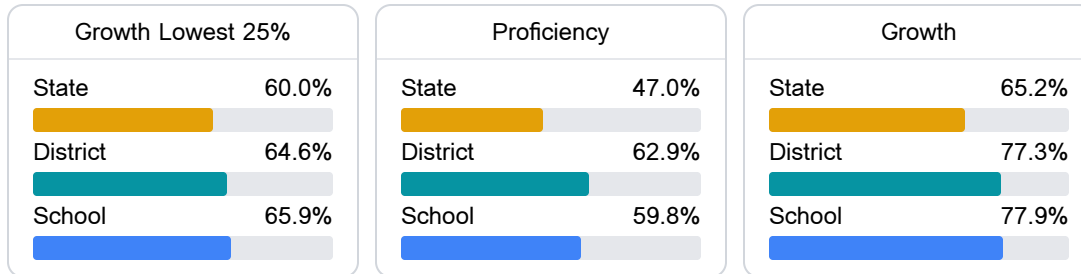 Growth Lowest 25%
State 60.0%
District 64.6%
School 65.9%
Proficiency
State 47.0%
District 62.9%
School 59.8%
Growth
State 65.2%
District 77.3%
School 77.9%